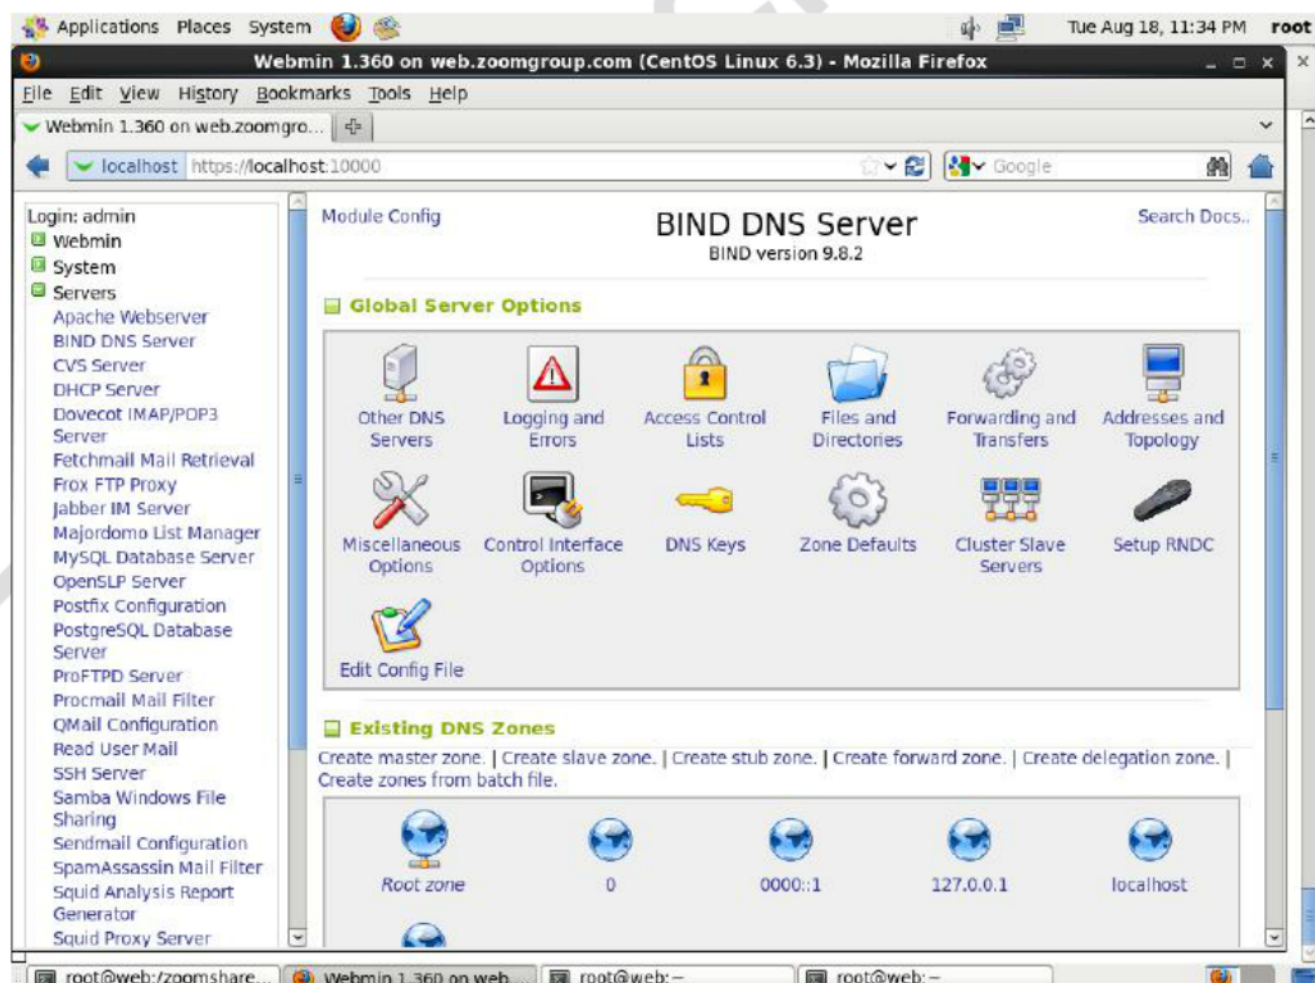 Applications Places System Tue Aug 18, 11:34 PM root
Webmin 1.360 on web.zoomgroup.com (CentOS Linux 6.3) - Mozilla Firefox
File Edit View History Bookmarks Tools Help
Webmin 1.360 on web.zoomgro...
localhost https://localhost:10000 Google
Login: admin
Webmin
System
Servers
Apache Webserver
BIND DNS Server
CVS Server
DHCP Server
Dovecot IMAP/POP3
Server
Fetchmail Mail Retrieval
Frox FTP Proxy
Jabber IM Server
Majordomo List Manager
MySQL Database Server
OpenSLP Server
Postfix Configuration
PostgreSQL Database
Server
ProFTPD Server
Procmail Mail Filter
QMail Configuration
Read User Mail
SSH Server
Samba Windows File
Sharing
Sendmail Configuration
SpamAssassin Mail Filter
Squid Analysis Report
Generator
Squid Proxy Server
Module Config
BIND DNS Server
Search Docs..
BIND version 9.8.2
Global Server Options
Other DNS
Servers
Logging and
Errors
Access Control
Lists
Files and
Directories
Forwarding and
Transfers
Addresses and
Topology
Miscellaneous
Options
Control Interface
Options
DNS Keys
Zone Defaults
Cluster Slave
Servers
Setup RNDC
Edit Config File
Existing DNS Zones
Create master zone. | Create slave zone. | Create stub zone. | Create forward zone. | Create delegation zone. |
Create zones from batch file.
Root zone
0
0000::1
127.0.0.1
localhost
root@web:/zoomshare... Webmin 1.360 on web.... root@web:~ root@web:~